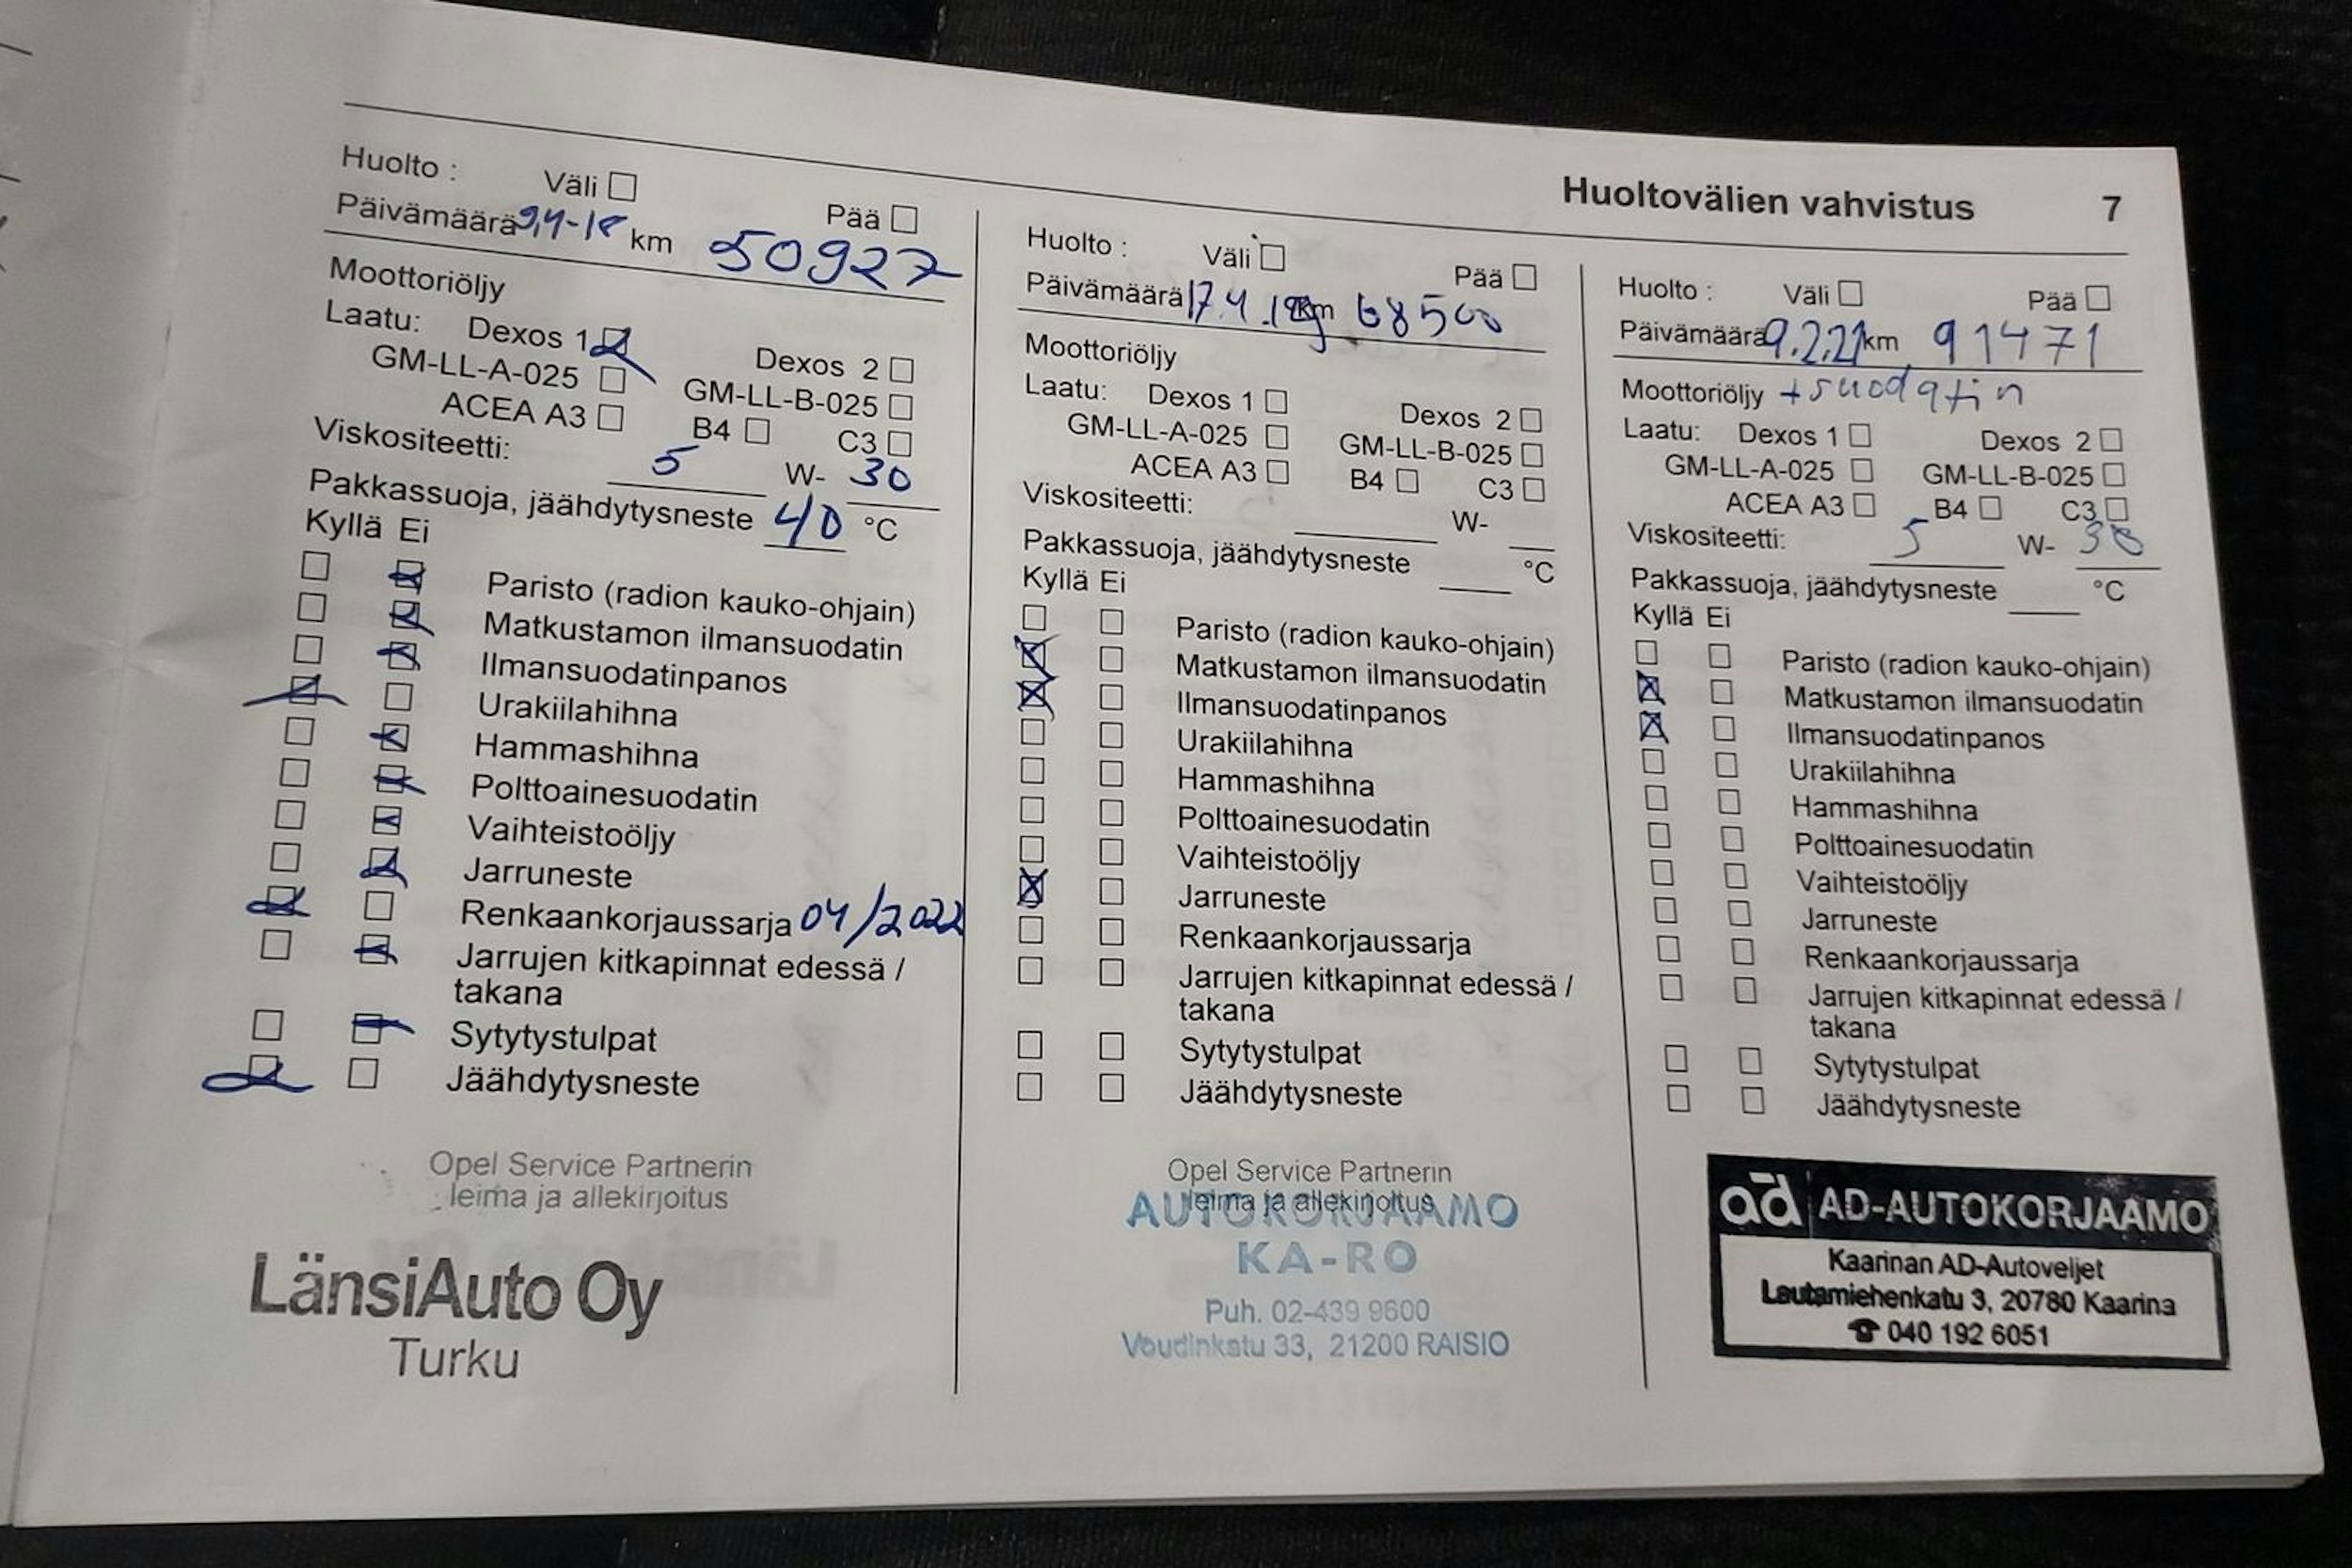 Huoltovälien vahvistus 7
Huolto : Väli ☐ Pää ☐
Päivämäärä 9,4-18 km 50927
Moottoriöljy
Laatu: Dexos 1 ☒ Dexos 2 ☐
GM-LL-A-025 ☐ GM-LL-B-025 ☐
ACEA A3 ☐ B4 ☐ C3 ☐
Viskositeetti: 5 W- 30
Pakkassuoja, jäähdytysneste 40 °C
Kyllä Ei
☐ ☒ Paristo (radion kauko-ohjain)
☐ ☒ Matkustamon ilmansuodatin
☐ ☒ Ilmansuodatinpanos
☒ ☐ Urakiilahihna
☐ ☒ Hammashihna
☐ ☒ Polttoainesuodatin
☐ ☒ Vaihteistoöljy
☐ ☒ Jarruneste
☒ ☐ Renkaankorjaussarja 04/2022
☐ ☒ Jarrujen kitkapinnat edessä /
takana
☐ ☒ Sytytystulpat
☒ ☐ Jäähdytysneste
Opel Service Partnerin
leima ja allekirjoitus
LänsiAuto Oy
Turku
Huolto : Väli ☐ Pää ☐
Päivämäärä 17.4.19 km 68500
Moottoriöljy
Laatu: Dexos 1 ☐ Dexos 2 ☐
GM-LL-A-025 ☐ GM-LL-B-025 ☐
ACEA A3 ☐ B4 ☐ C3 ☐
Viskositeetti: W-
Pakkassuoja, jäähdytysneste °C
Kyllä Ei
☐ ☐ Paristo (radion kauko-ohjain)
☒ ☐ Matkustamon ilmansuodatin
☒ ☐ Ilmansuodatinpanos
☐ ☐ Urakiilahihna
☐ ☐ Hammashihna
☐ ☐ Polttoainesuodatin
☐ ☐ Vaihteistoöljy
☒ ☐ Jarruneste
☐ ☐ Renkaankorjaussarja
☐ ☐ Jarrujen kitkapinnat edessä /
takana
☐ ☐ Sytytystulpat
☐ ☐ Jäähdytysneste
Opel Service Partnerin
leima ja allekirjoitus
AUTOKORJAAMO
KA-RO
Puh. 02-439 9600
Voudinkatu 33, 21200 RAISIO
Huolto : Väli ☐ Pää ☐
Päivämäärä 9.2.21 km 91471
Moottoriöljy + suodatin
Laatu: Dexos 1 ☐ Dexos 2 ☐
GM-LL-A-025 ☐ GM-LL-B-025 ☐
ACEA A3 ☐ B4 ☐ C3 ☐
Viskositeetti: 5 W- 30
Pakkassuoja, jäähdytysneste °C
Kyllä Ei
☐ ☐ Paristo (radion kauko-ohjain)
☒ ☐ Matkustamon ilmansuodatin
☒ ☐ Ilmansuodatinpanos
☐ ☐ Urakiilahihna
☐ ☐ Hammashihna
☐ ☐ Polttoainesuodatin
☐ ☐ Vaihteistoöljy
☐ ☐ Jarruneste
☐ ☐ Renkaankorjaussarja
☐ ☐ Jarrujen kitkapinnat edessä /
takana
☐ ☐ Sytytystulpat
☐ ☐ Jäähdytysneste
ad AD-AUTOKORJAAMO
Kaarinan AD-Autoveljet
Lautamiehenkatu 3, 20780 Kaarina
☎ 040 192 6051